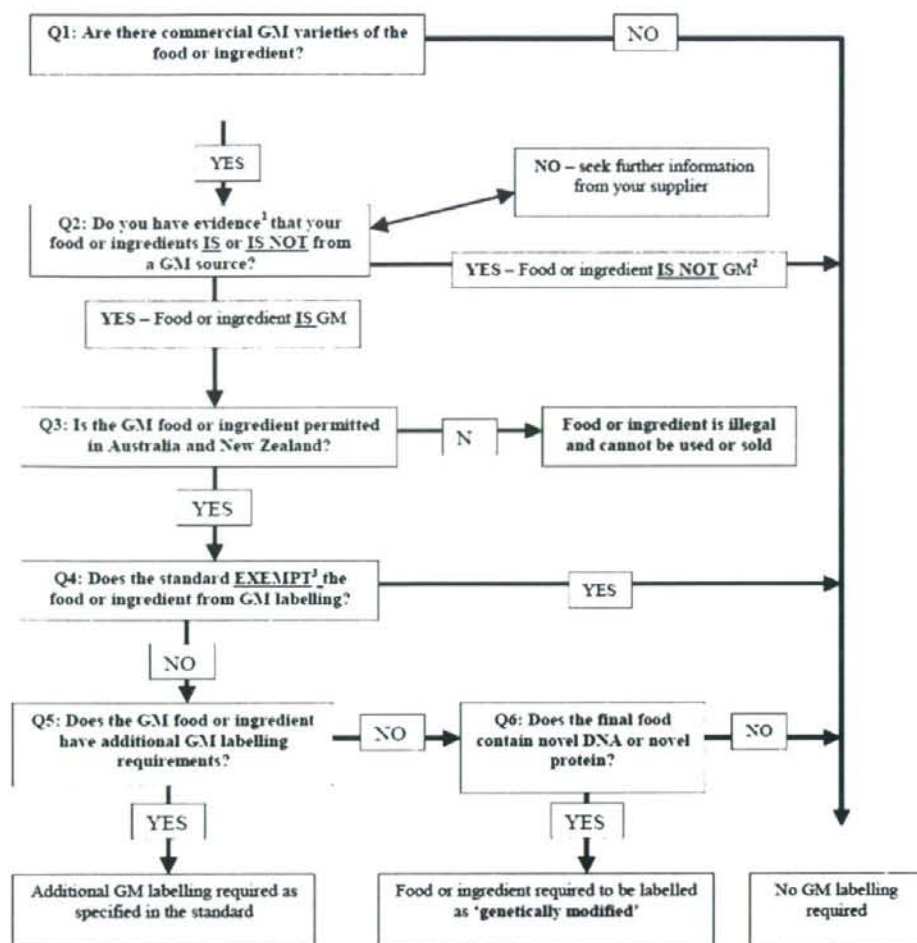 Q1: Are there commercial GM varieties of the
food or ingredient?
NO
YES
NO – seek further information
from your supplier
Q2: Do you have evidence1 that your
food or ingredients IS or IS NOT from
a GM source?
YES – Food or ingredient IS NOT GM2
YES – Food or ingredient IS GM
Q3: Is the GM food or ingredient permitted
in Australia and New Zealand?
N
Food or ingredient is illegal
and cannot be used or sold
YES
Q4: Does the standard EXEMPT3 the
food or ingredient from GM labelling?
YES
NO
Q5: Does the GM food or ingredient
have additional GM labelling
requirements?
NO
Q6: Does the final food
contain novel DNA or novel
protein?
NO
YES
YES
Additional GM labelling required as
specified in the standard
Food or ingredient required to be labelled
as ‘genetically modified’
No GM labelling
required